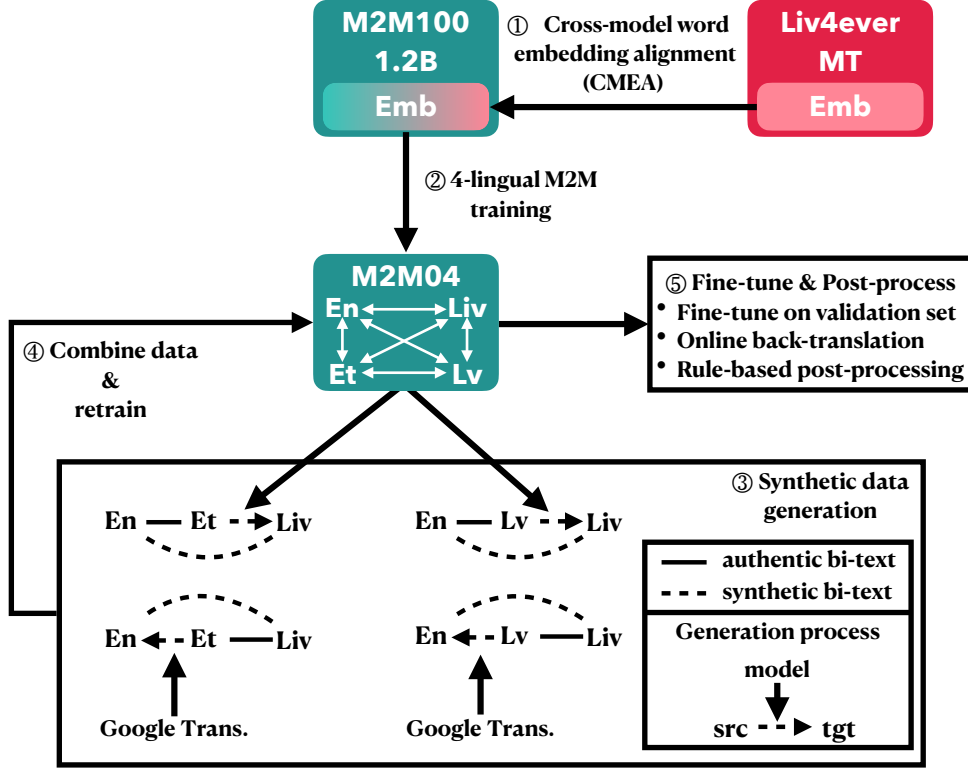 M2M100
1.2B
Emb
① Cross-model word
embedding alignment
(CMEA)
Liv4ever
MT
Emb
② 4-lingual M2M
training
M2M04
En Liv
Et Lv
⑤ Fine-tune & Post-process
• Fine-tune on validation set
• Online back-translation
• Rule-based post-processing
④ Combine data
&
retrain
③ Synthetic data
generation
En Et Liv
En Lv Liv
En Et Liv
En Lv Liv
Google Trans.
Google Trans.
authentic bi-text
synthetic bi-text
Generation process
model
src tgt